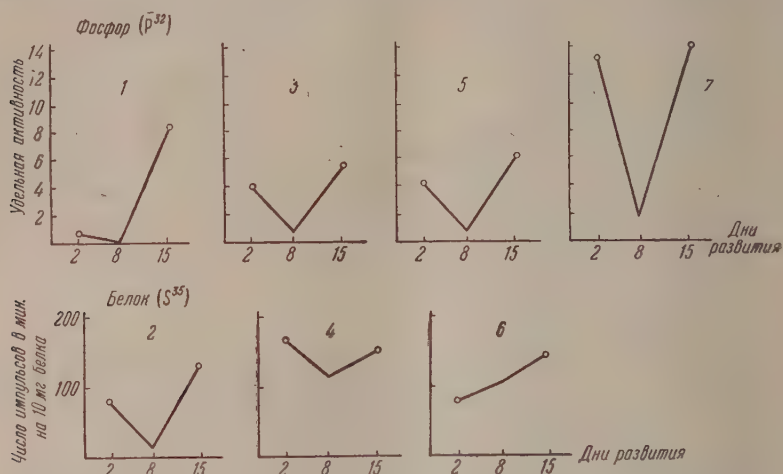 Фосфор (P̄³²)
Удельная активность
14
12
10
8
6
4
2
1
3
5
7
2 8 15
2 8 15
2 8 15
2 8 15
Дни
развития
Белок (S³⁵)
Число импульсов в мин.
на 10 мг белка
200
100
2
4
6
2 8 15
2 8 15
2 8 15
Дни развития